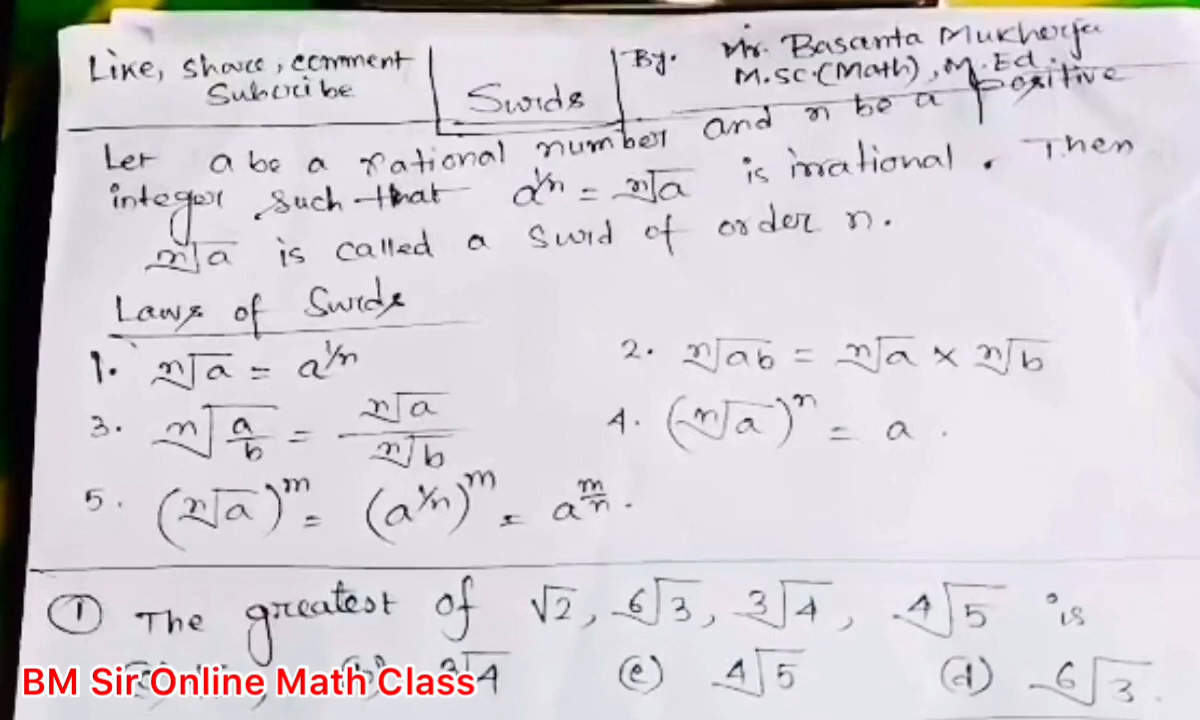 Like, share, comment
Subcribe
Surds
By. Mr. Basanta Mukherja
M.SC.(Math), M.Ed.
Let a be a rational number and n be a positive
integer such that a^{1/n} = ⁿ√a is irrational. Then
ⁿ√a is called a surd of order n.
Laws of Surds
1. ⁿ√a = a^{1/n}
2. ⁿ√ab = ⁿ√a × ⁿ√b
3. ⁿ√(a/b) = ⁿ√a / ⁿ√b
4. (ⁿ√a)ⁿ = a.
5. (ⁿ√a)^m = (a^{1/n})^m = a^{m/n}.
① The greatest of √2, ⁶√3, ³√4, ⁴√5 is
³√4 (c) ⁴√5 (d) ⁶√3.
BM Sir Online Math Class